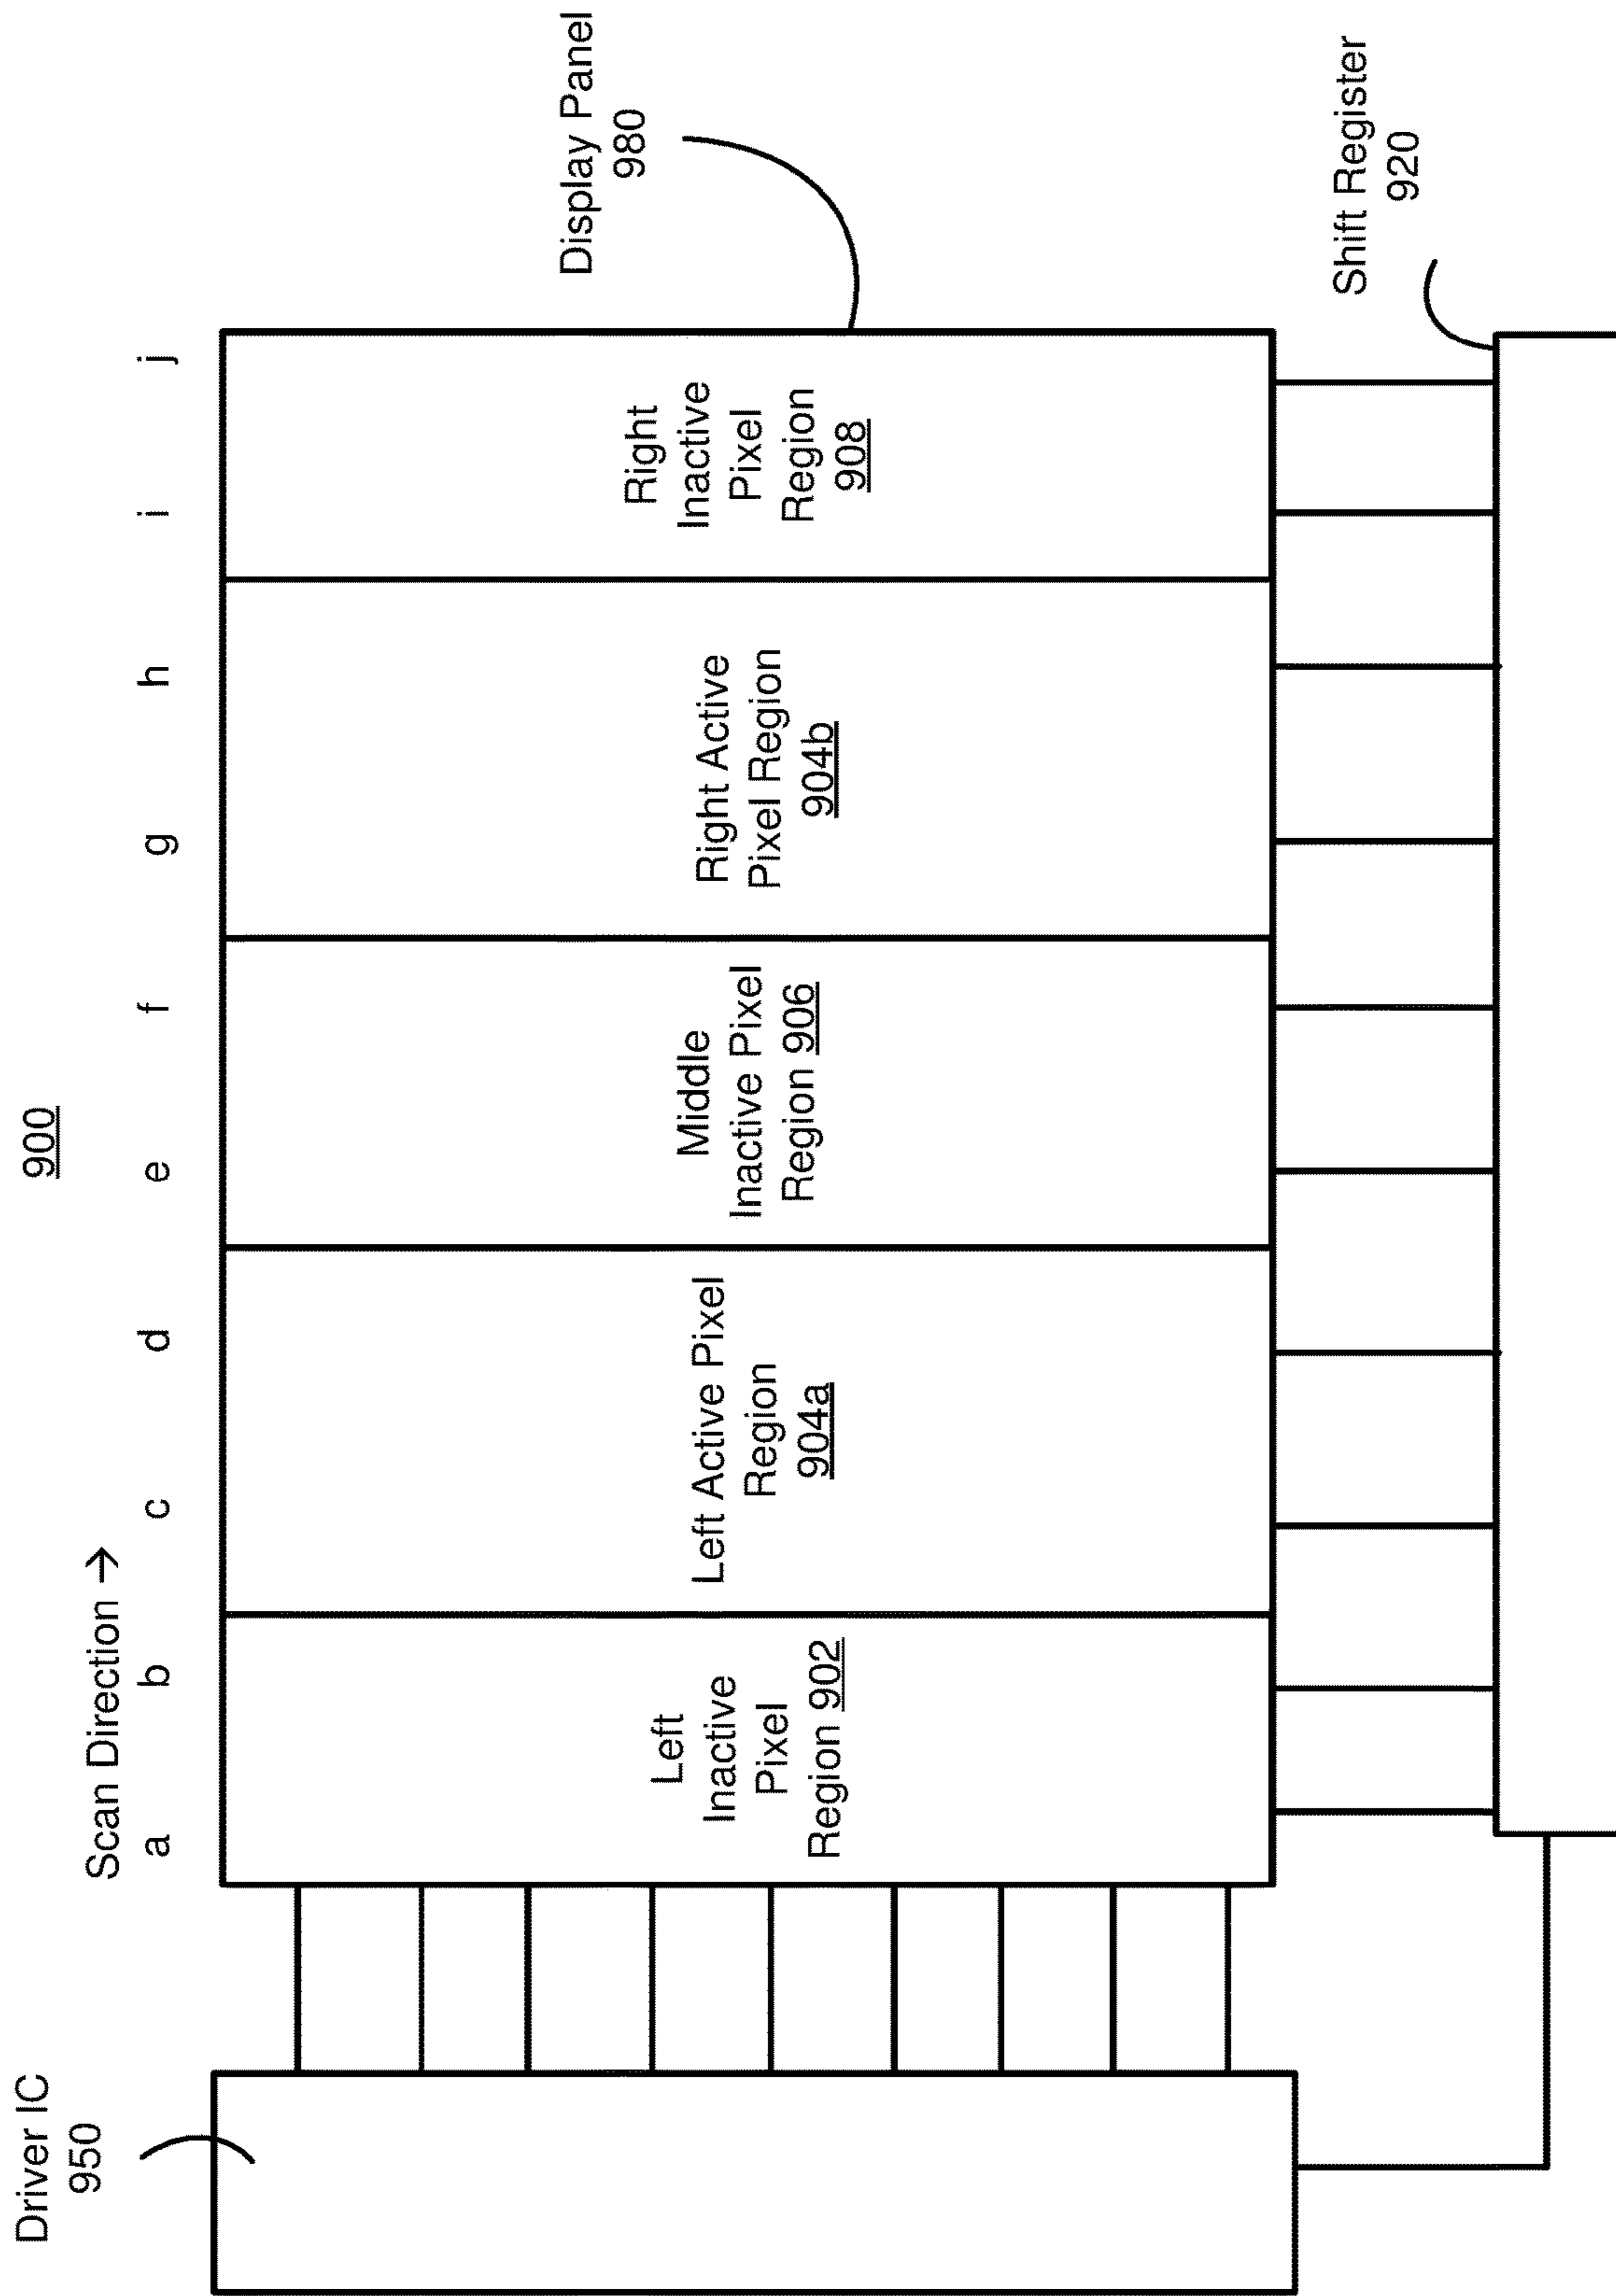 900
Driver IC
950
Scan Direction →
a b c d e f g h i j
Left
Inactive
Pixel
Region 902
Left Active Pixel
Region
904a
Middle
Inactive Pixel
Region 906
Right Active
Pixel Region
904b
Right
Inactive
Pixel
Region
908
Display Panel
980
Shift Register
920